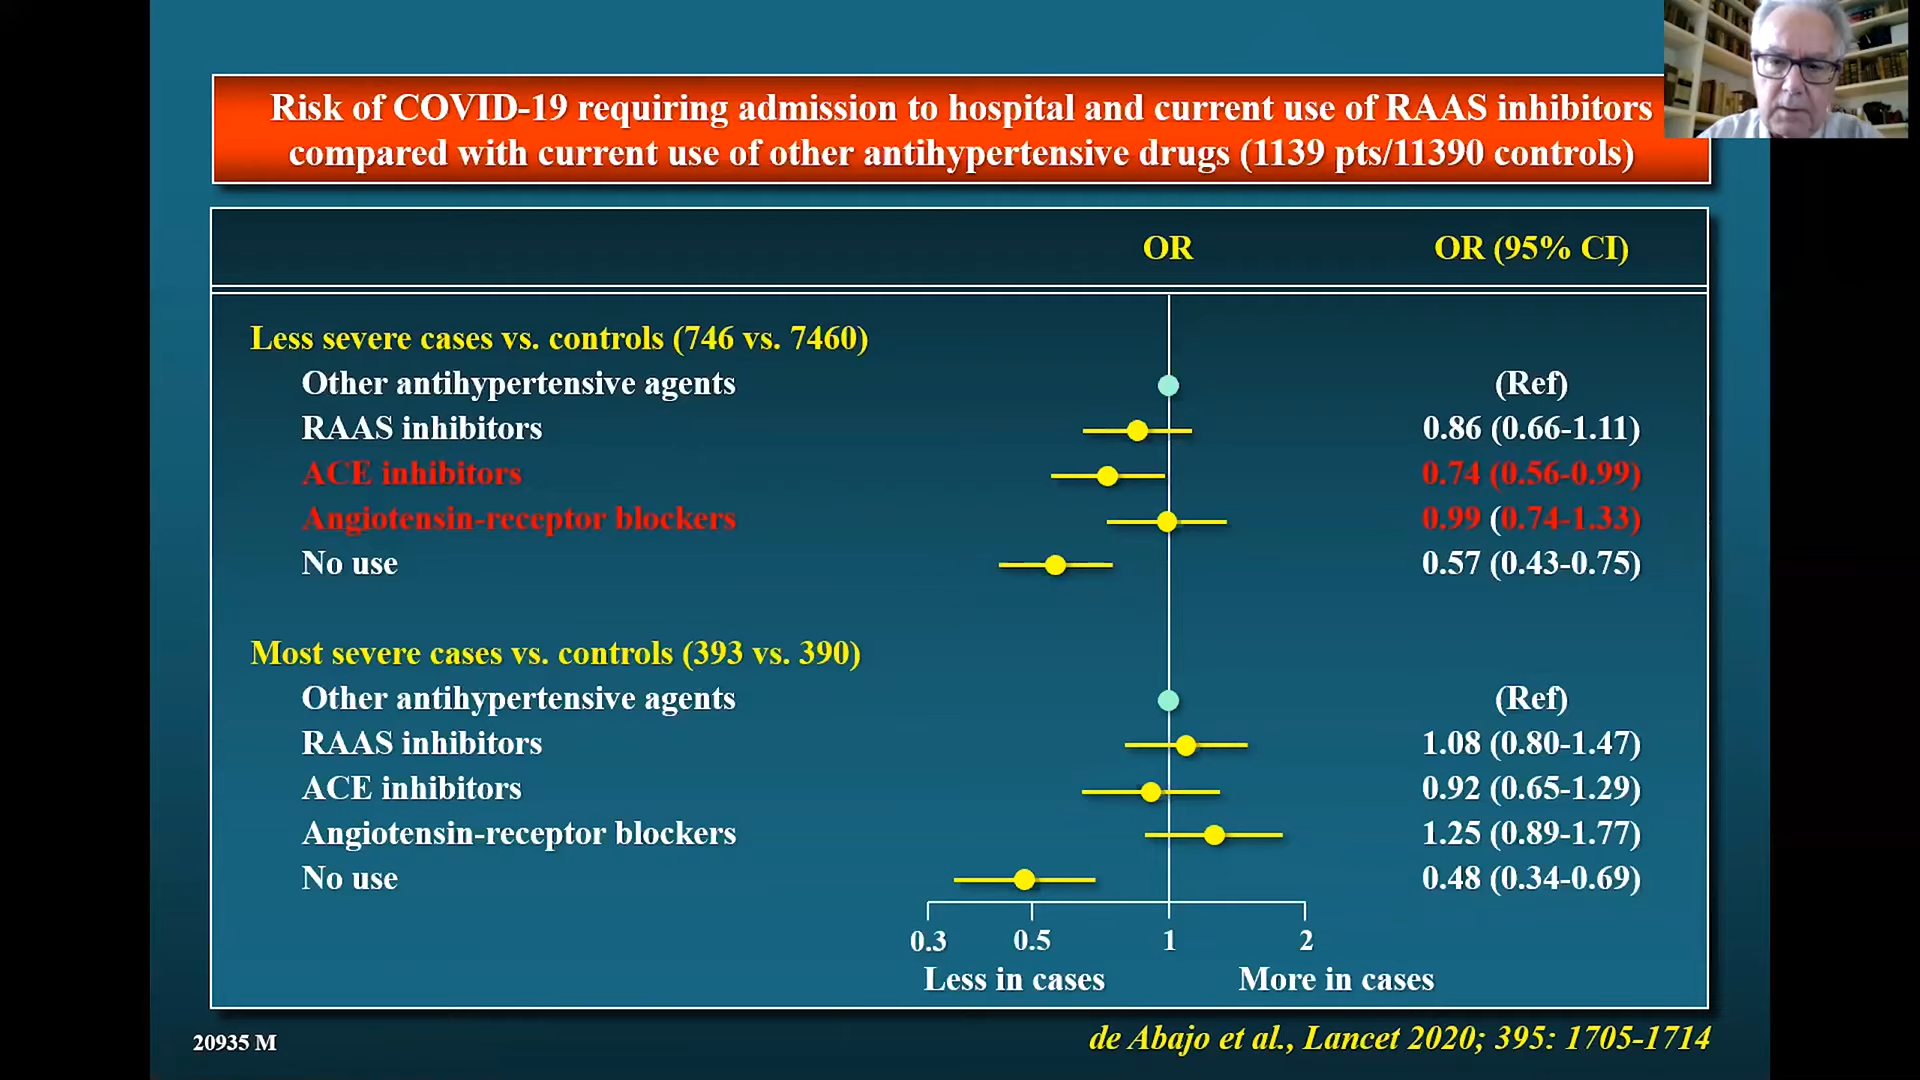 Risk of COVID-19 requiring admission to hospital and current use of RAAS inhibitors
compared with current use of other antihypertensive drugs (1139 pts/11390 controls)
OR OR (95% CI)
Less severe cases vs. controls (746 vs. 7460)
Other antihypertensive agents (Ref)
RAAS inhibitors 0.86 (0.66-1.11)
ACE inhibitors 0.74 (0.56-0.99)
Angiotensin-receptor blockers 0.99 (0.74-1.33)
No use 0.57 (0.43-0.75)
Most severe cases vs. controls (393 vs. 390)
Other antihypertensive agents (Ref)
RAAS inhibitors 1.08 (0.80-1.47)
ACE inhibitors 0.92 (0.65-1.29)
Angiotensin-receptor blockers 1.25 (0.89-1.77)
No use 0.48 (0.34-0.69)
0.3 0.5 1 2
Less in cases More in cases
20935 M
de Abajo et al., Lancet 2020; 395: 1705-1714